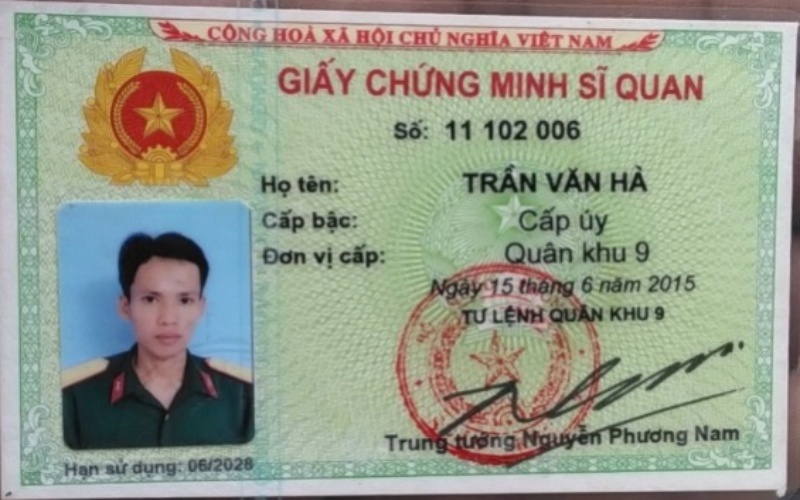 CỘNG HOÀ XÃ HỘI CHỦ NGHĨA VIỆT NAM
GIẤY CHỨNG MINH SĨ QUAN
Số: 11 102 006
Họ tên: TRẦN VĂN HÀ
Cấp bậc: Cấp úy
Đơn vị cấp: Quân khu 9
Ngày 15 tháng 6 năm 2015
TƯ LỆNH QUÂN KHU 9
Trung tướng Nguyễn Phương Nam
Hạn sử dụng: 06/2028